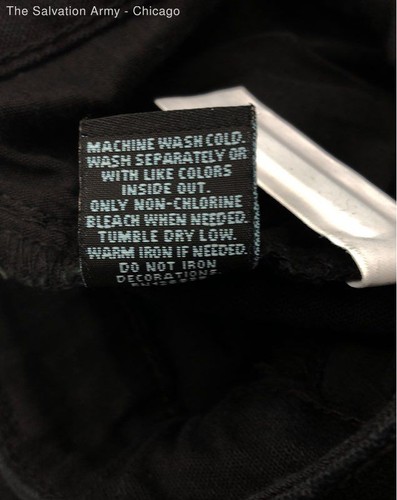 The Salvation Army - Chicago
MACHINE WASH COLD.
WASH SEPARATELY OR
WITH LIKE COLORS
INSIDE OUT.
ONLY NON-CHLORINE
BLEACH WHEN NEEDED.
TUMBLE DRY LOW.
WARM IRON IF NEEDED.
DO NOT IRON
DECORATIONS.